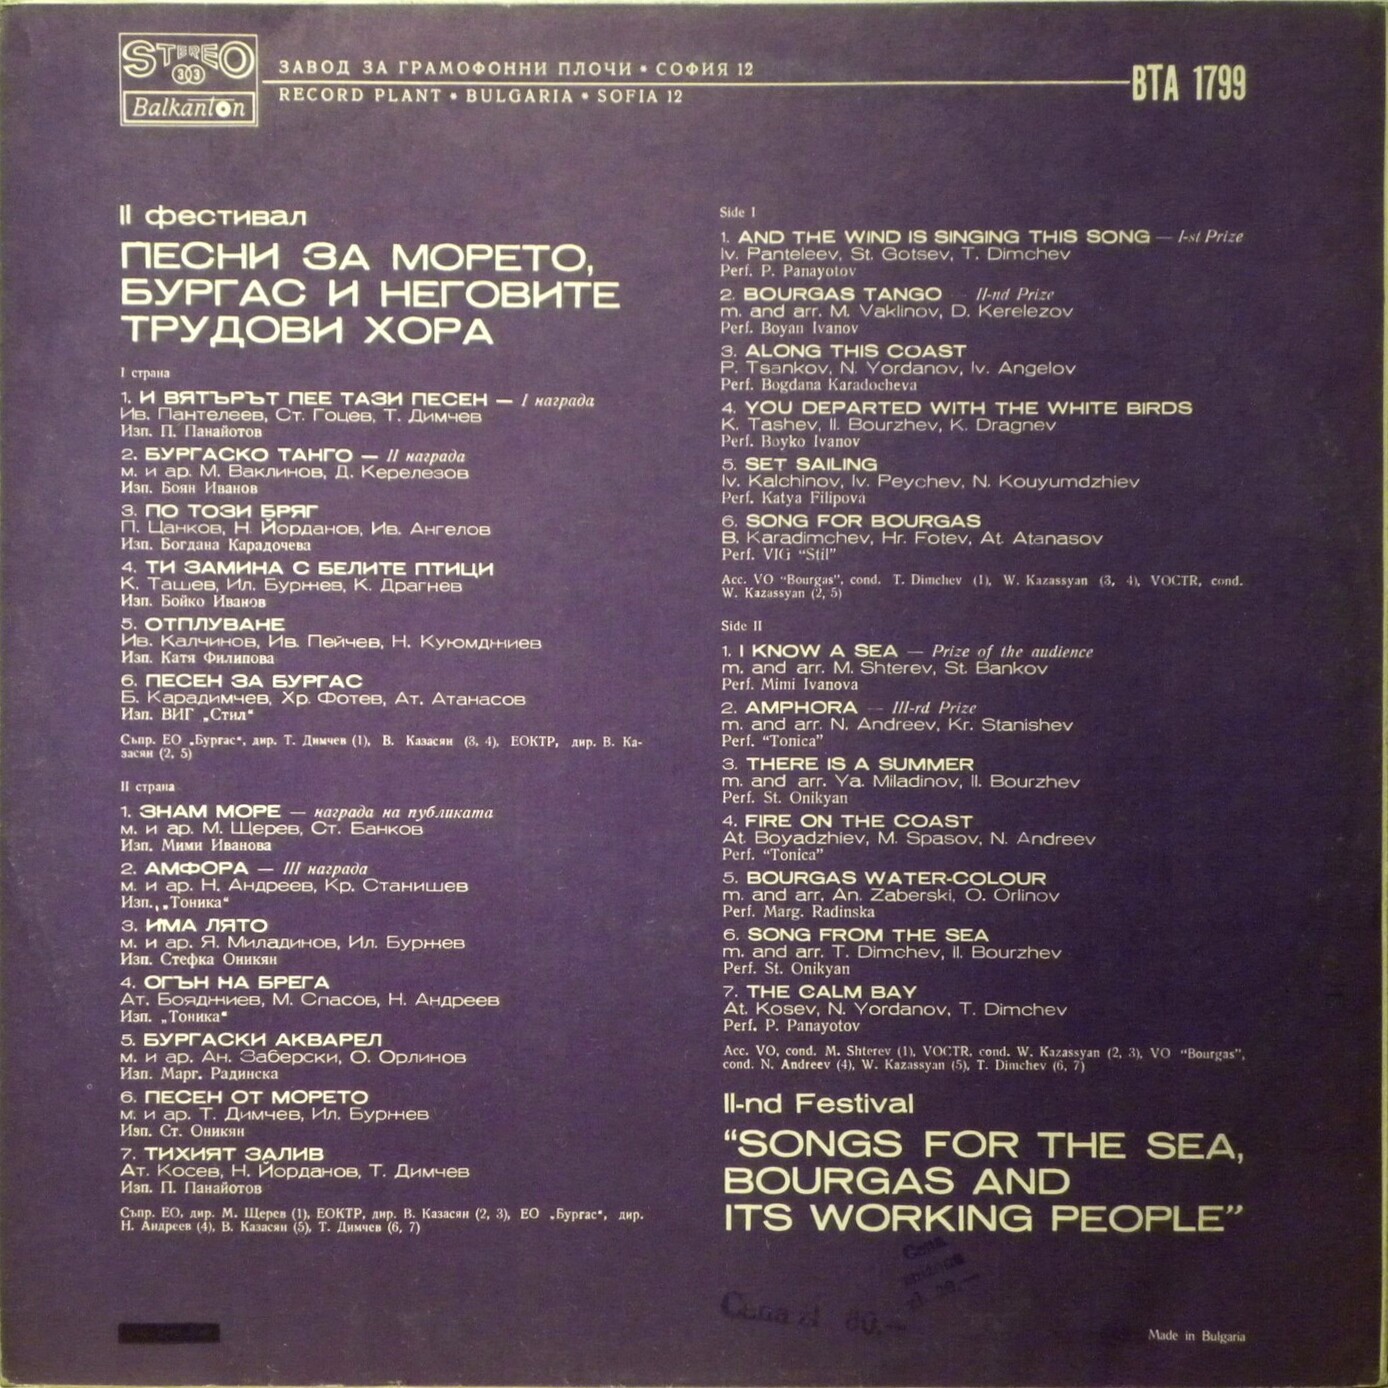 STEREO
303
Balkanton
ЗАВОД ЗА ГРАМОФОННИ ПЛОЧИ • СОФИЯ 12
RECORD PLANT • BULGARIA • SOFIA 12
ВТА 1799
II фестивал
ПЕСНИ ЗА МОРЕТО,
БУРГАС И НЕГОВИТЕ
ТРУДОВИ ХОРА
I страна
1. И ВЯТЪРЪТ ПЕЕ ТАЗИ ПЕСЕН — I награда
Ив. Пантелеев, Ст. Гоцев, Т. Димчев
Изп. П. Панайотов
2. БУРГАСКО ТАНГО — II награда
м. и ар. М. Ваклинов, Д. Керелезов
Изп. Боян Иванов
3. ПО ТОЗИ БРЯГ
П. Цанков, Н. Йорданов, Ив. Ангелов
Изп. Богдана Карадочева
4. ТИ ЗАМИНА С БЕЛИТЕ ПТИЦИ
К. Ташев, Ил. Буржев, К. Драгнев
Изп. Бойко Иванов
5. ОТПЛУВАНЕ
Ив. Калчинов, Ив. Пейчев, Н. Куюмджиев
Изп. Катя Филипова
6. ПЕСЕН ЗА БУРГАС
Б. Карадимчев, Хр. Фотев, Ат. Атанасов
Изп. ВИГ „Стил“
Съпр. ЕО „Бургас“, дир. Т. Димчев (1), В. Казасян (3, 4), ЕОКТР, дир. В. Ка-
засян (2, 5)
II страна
1. ЗНАМ МОРЕ — награда на публиката
м. и ар. М. Щерев, Ст. Банков
Изп. Мими Иванова
2. АМФОРА — III награда
м. и ар. Н. Андреев, Кр. Станишев
Изп. „Тоника“
3. ИМА ЛЯТО
м. и ар. Я. Миладинов, Ил. Буржев
Изп. Стефка Оникян
4. ОГЪН НА БРЕГА
Ат. Бояджиев, М. Спасов, Н. Андреев
Изп. „Тоника“
5. БУРГАСКИ АКВАРЕЛ
м. и ар. Ан. Заберски, О. Орлинов
Изп. Марг. Радинска
6. ПЕСЕН ОТ МОРЕТО
м. и ар. Т. Димчев, Ил. Буржев
Изп. Ст. Оникян
7. ТИХИЯТ ЗАЛИВ
Ат. Косев, Н. Йорданов, Т. Димчев
Изп. П. Панайотов
Съпр. ЕО, дир. М. Щерев (1), ЕОКТР, дир. В. Казасян (2, 3), ЕО „Бургас“, дир.
Н. Андреев (4), В. Казасян (5), Т. Димчев (6, 7)
Side I
1. AND THE WIND IS SINGING THIS SONG — I-st Prize
Iv. Panteleev, St. Gotsev, T. Dimchev
Perf. P. Panayotov
2. BOURGAS TANGO — II-nd Prize
m. and arr. M. Vaklinov, D. Kerelezov
Perf. Boyan Ivanov
3. ALONG THIS COAST
P. Tsankov, N. Yordanov, Iv. Angelov
Perf. Bogdana Karadocheva
4. YOU DEPARTED WITH THE WHITE BIRDS
K. Tashev, Il. Bourzhev, K. Dragnev
Perf. Boyko Ivanov
5. SET SAILING
Iv. Kalchinov, Iv. Peychev, N. Kouyumdzhiev
Perf. Katya Filipova
6. SONG FOR BOURGAS
B. Karadimchev, Hr. Fotev, At. Atanasov
Perf. VIG “Stil”
Acc. VO “Bourgas”, cond. T. Dimchev (1), W. Kazassyan (3, 4), VOCTR, cond.
W. Kazassyan (2, 5)
Side II
1. I KNOW A SEA — Prize of the audience
m. and arr. M. Shterev, St. Bankov
Perf. Mimi Ivanova
2. AMPHORA — III-rd Prize
m. and arr. N. Andreev, Kr. Stanishev
Perf. “Tonica”
3. THERE IS A SUMMER
m. and arr. Ya. Miladinov, Il. Bourzhev
Perf. St. Onikyan
4. FIRE ON THE COAST
At. Boyadzhiev, M. Spasov, N. Andreev
Perf. “Tonica”
5. BOURGAS WATER-COLOUR
m. and arr. An. Zaberski, O. Orlinov
Perf. Marg. Radinska
6. SONG FROM THE SEA
m. and arr. T. Dimchev, Il. Bourzhev
Perf. St. Onikyan
7. THE CALM BAY
At. Kosev, N. Yordanov, T. Dimchev
Perf. P. Panayotov
Acc. VO, cond. M. Shterev (1), VOCTR, cond. W. Kazassyan (2, 3), VO “Bourgas”,
cond. N. Andreev (4), W. Kazassyan (5), T. Dimchev (6, 7)
II-nd Festival
“SONGS FOR THE SEA,
BOURGAS AND
ITS WORKING PEOPLE”
Cena
Cena zł 80.—
Made in Bulgaria